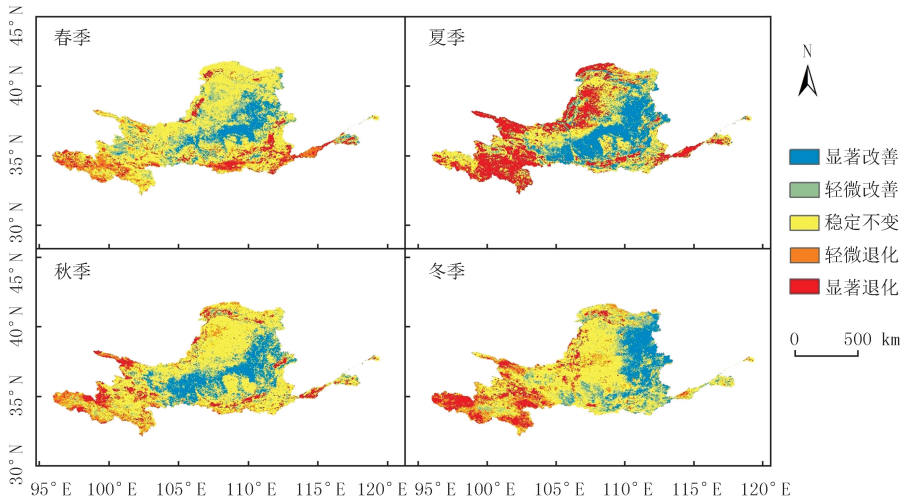 春季
夏季
秋季
冬季
45° N
40° N
35° N
30° N
45° N
40° N
35° N
30° N
95° E
100° E
105° E
110° E
115° E
120° E
95° E
100° E
105° E
110° E
115° E
120° E
N
显著改善
轻微改善
稳定不变
轻微退化
显著退化
0
500 km